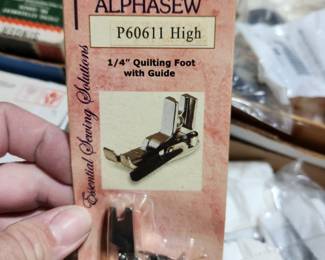 ALPHASEW
P60611 High
1/4" Quilting Foot
with Guide
Essential Sewing Solutions